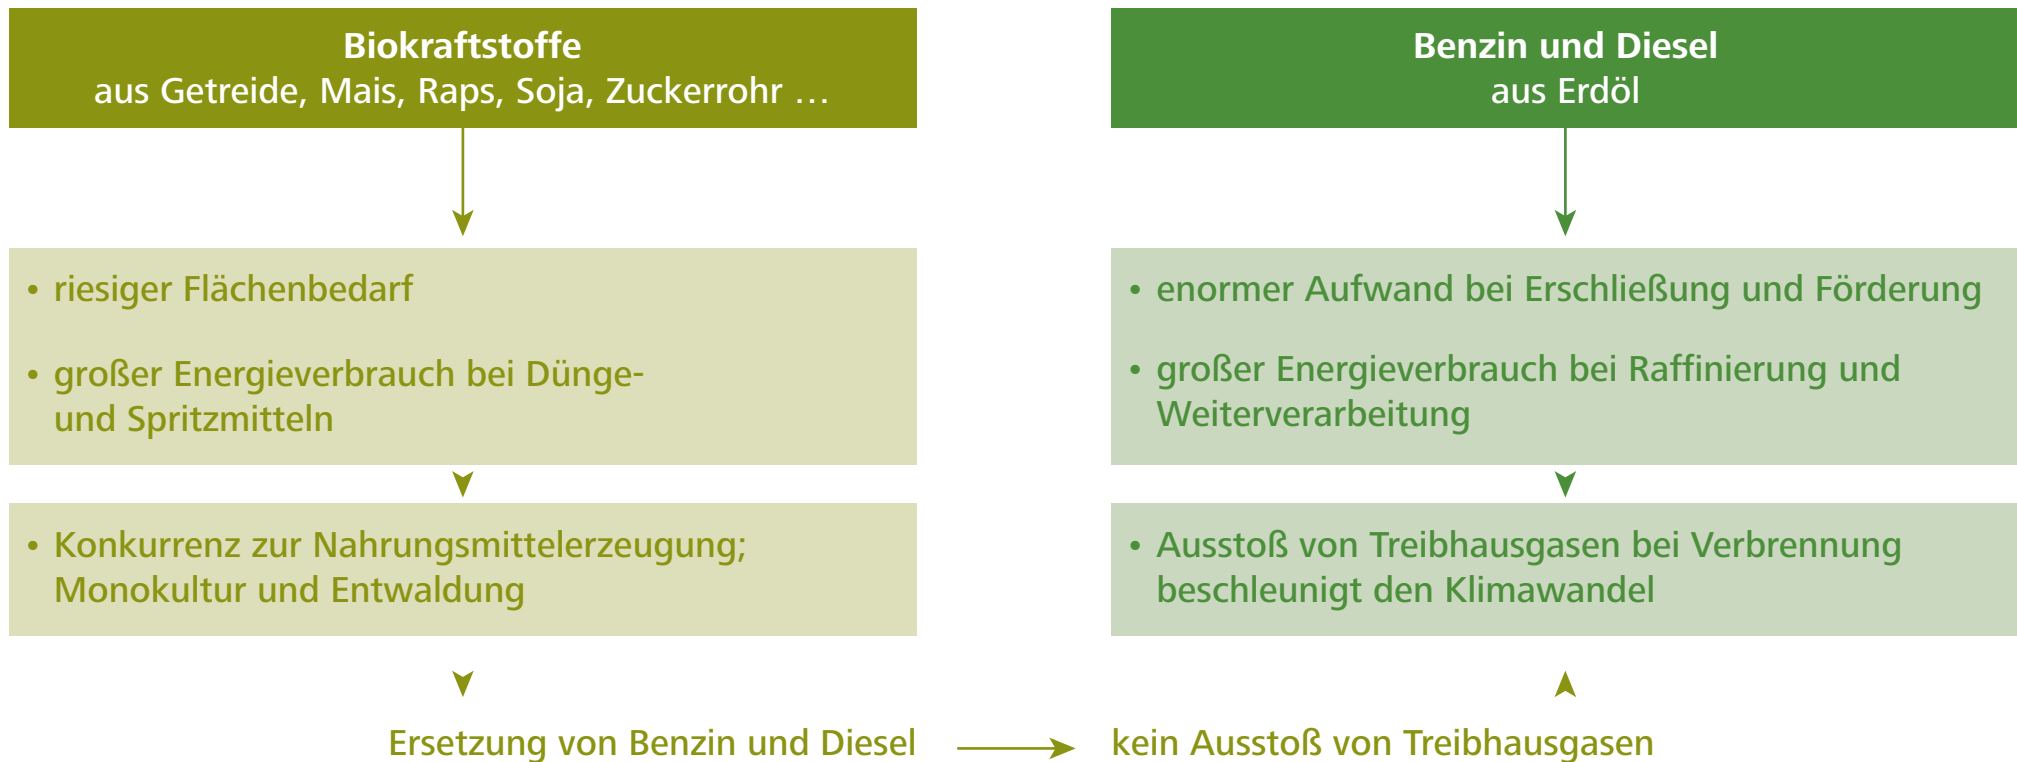 Biokraftstoffe
aus Getreide, Mais, Raps, Soja, Zuckerrohr …
• riesiger Flächenbedarf
• großer Energieverbrauch bei Dünge-
und Spritzmitteln
• Konkurrenz zur Nahrungsmittelerzeugung;
Monokultur und Entwaldung
Ersetzung von Benzin und Diesel
Benzin und Diesel
aus Erdöl
• enormer Aufwand bei Erschließung und Förderung
• großer Energieverbrauch bei Raffinierung und
Weiterverarbeitung
• Ausstoß von Treibhausgasen bei Verbrennung
beschleunigt den Klimawandel
kein Ausstoß von Treibhausgasen